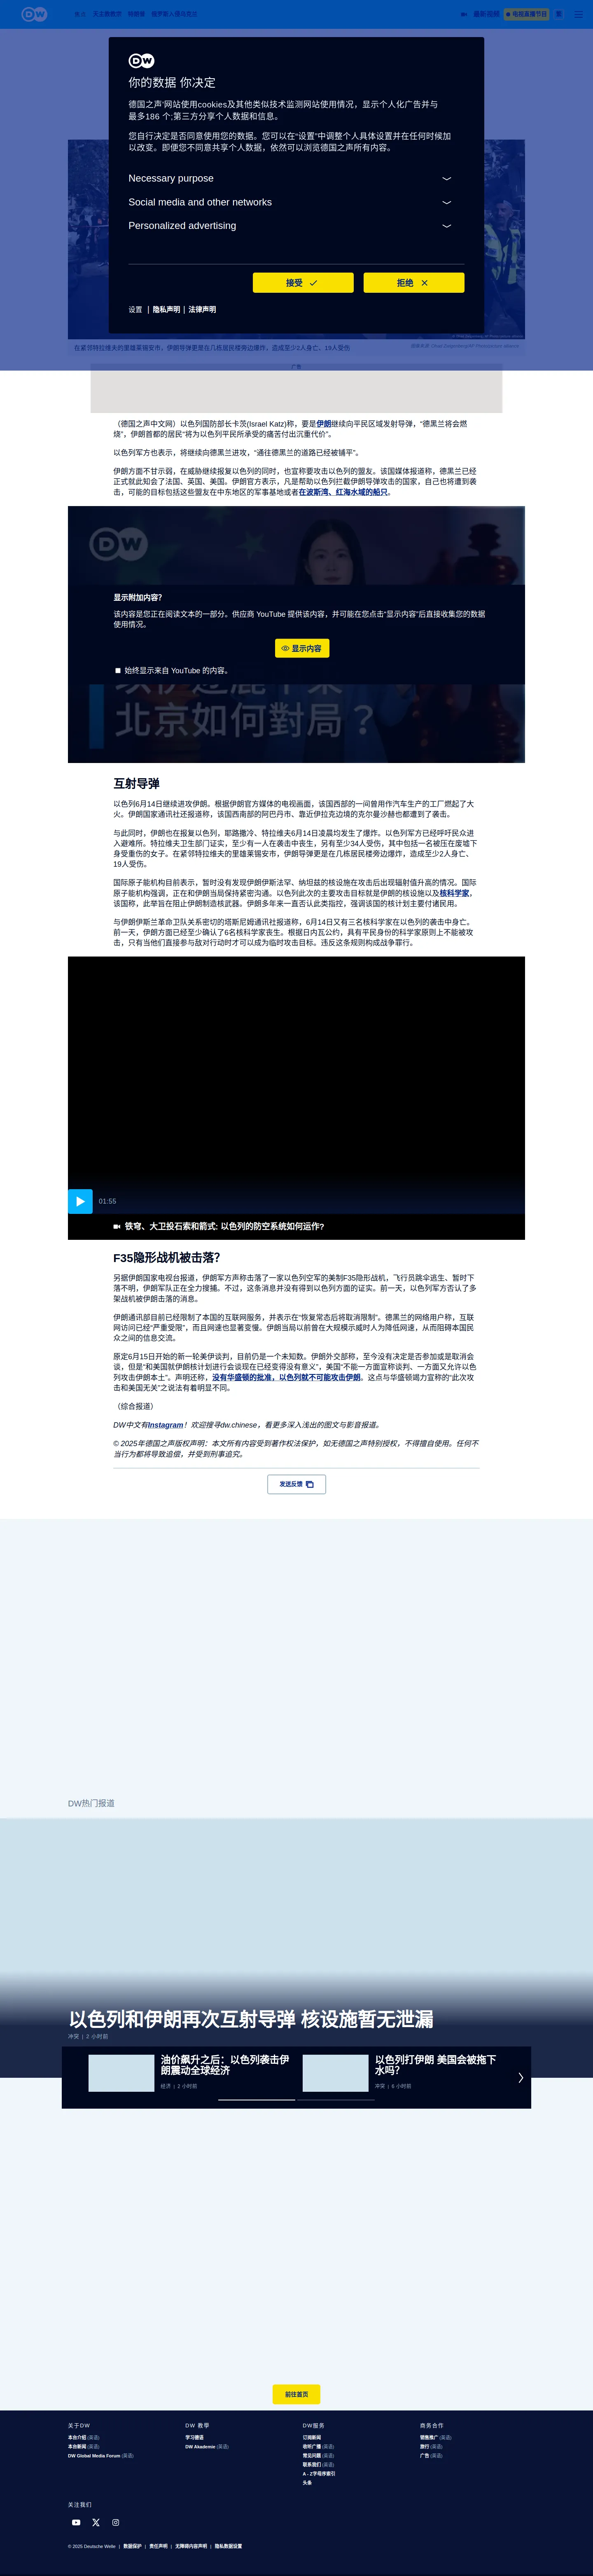 DW
最新视频
电视直播节目
DW
你的数据 你决定
德国之声'网站使用cookies及其他类似技术监测网站使用情况，显示个人化广告并与
最多186 个;第三方分享个人数据和信息。
您自行决定是否同意使用您的数据。您可以在“设置”中调整个人具体设置并在任何时候加
以改变。即便您不同意共享个人数据，依然可以浏览德国之声所有内容。
Necessary purpose
Social media and other networks
Personalized advertising
接受
拒绝
设置 | 隐私声明 | 法律声明
在紧邻特拉维夫的里雄莱锡安市，伊朗导弹更是在几栋居民楼旁边爆炸，造成至少2人身亡、19人受伤
广告
（德国之声中文网）以色列国防部长卡茨(Israel Katz)称，要是伊朗继续向平民区域发射导弹，“德黑兰将会燃
烧”，伊朗首都的居民“将为以色列平民所承受的痛苦付出沉重代价”。
以色列军方也表示，将继续向德黑兰进攻，“通往德黑兰的道路已经被铺平”。
伊朗方面不甘示弱，在威胁继续报复以色列的同时，也宣称要攻击以色列的盟友。该国媒体报道称，德黑兰已经
正式就此知会了法国、英国、美国。伊朗官方表示，凡是帮助以色列拦截伊朗导弹攻击的国家，自己也将遭到袭
击，可能的目标包括这些盟友在中东地区的军事基地或者在波斯湾、红海水域的船只。
DW
显示附加内容？
该内容是您正在阅读文本的一部分。供应商 YouTube 提供该内容，并可能在您点击“显示内容”后直接收集您的数据
使用情况。
显示内容
始终显示来自 YouTube 的内容。
北京如何對局？
互射导弹
以色列6月14日继续进攻伊朗。根据伊朗官方媒体的电视画面，该国西部的一间曾用作汽车生产的工厂燃起了大
火。伊朗国家通讯社还报道称，该国西南部的阿巴丹市、靠近伊拉克边境的克尔曼沙赫也都遭到了袭击。
与此同时，伊朗也在报复以色列，耶路撒冷、特拉维夫6月14日凌晨均发生了爆炸。以色列军方已经呼吁民众进
入避难所。特拉维夫卫生部门证实，至少有一人在袭击中丧生，另有至少42人受伤，其中包括一名被压在废墟下
身受重伤的女子。在紧邻特拉维夫的里雄莱锡安市，伊朗导弹更是在几栋居民楼旁边爆炸，造成至少2人身亡、
19人受伤。
国际原子能机构目前表示，暂时没有发现伊朗伊斯法罕、纳坦兹的核设施在攻击后出现辐射值升高的情况。国际
原子能机构强调，正在和伊朗当局保持紧密沟通。以色列此次的主要攻击目标就是伊朗的核设施以及核科学家，
该国称，此举旨在阻止伊朗制造核武器。伊朗多年来一直否认此类指控，强调该国的核计划主要付诸民用。
与伊朗伊斯兰革命卫队关系密切的塔斯尼姆通讯社报道称，6月14日又有三名核科学家在以色列的袭击中身亡。
前一天，伊朗方面已经至少确认了6名核科学家丧生。根据日内瓦公约，具有平民身份的科学家原则上不能被攻
击，只有当他们直接参与敌对行动时才可以成为临时攻击目标。违反这条规则构成战争罪行。
01:55
铁穹、大卫投石索和箭式: 以色列的防空系统如何运作?
F35隐形战机被击落？
另据伊朗国家电视台报道，伊朗军方声称击落了一家以色列空军的美制F35隐形战机，飞行员跳伞逃生、暂时下
落不明，伊朗军队正在全力搜捕。不过，这条消息并没有得到以色列方面的证实。前一天，以色列军方否认了多
架战机被伊朗击落的消息。
伊朗通讯部目前已经限制了本国的互联网服务，并表示在“恢复常态后将取消限制”。德黑兰的网络用户称，互联
网访问已经“严重受限”，而且网速也显著变慢。伊朗当局以前曾在大规模示威时人为降低网速，从而阻碍本国民
众之间的信息交流。
原定6月15日开始的新一轮美伊谈判，目前仍是一个未知数。伊朗外交部称，至今没有决定是否参加或是取消会
谈，但是“和美国就伊朗核计划进行会谈现在已经变得没有意义”，美国“不能一方面宣称谈判、一方面又允许以色
列攻击伊朗本土”。声明还称，没有华盛顿的批准，以色列就不可能攻击伊朗。这点与华盛顿竭力宣称的“此次攻
击和美国无关”之说法有着明显不同。
（综合报道）
DW中文有Instagram！欢迎搜寻dw.chinese，看更多深入浅出的图文与影音报道。
© 2025年德国之声版权声明：本文所有内容受到著作权法保护，如无德国之声特别授权，不得擅自使用。任何不
当行为都将导致追偿，并受到刑事追究。
发送反馈
DW热门报道
以色列和伊朗再次互射导弹 核设施暂无泄漏
冲突 | 2 小时前
油价飙升之后：以色列袭击伊
朗震动全球经济
经济 | 2 小时前
以色列打伊朗 美国会被拖下
水吗？
冲突 | 6 小时前
前往首页
关于DW
本台介绍 (英语)
本台新闻 (英语)
DW Global Media Forum (英语)
DW 教学
学习德语
DW Akademie (英语)
DW服务
订阅新闻
收听广播 (英语)
常见问题 (英语)
联系我们 (英语)
A - Z字母序索引
头条
商务合作
销售推广 (英语)
旅行 (英语)
广告 (英语)
关注我们
© 2025 Deutsche Welle | 数据保护 | 责任声明 | 无障碍内容声明 | 隐私数据设置